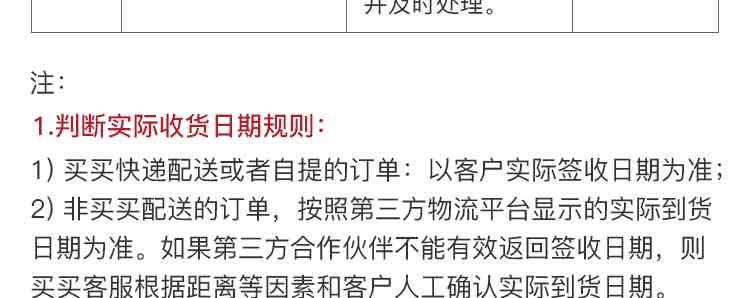 并及时处理。
注：
1.判断实际收货日期规则：
1) 买买快递配送或者自提的订单：以客户实际签收日期为准；
2) 非买买配送的订单，按照第三方物流平台显示的实际到货
日期为准。如果第三方合作伙伴不能有效返回签收日期，则
买买客服根据距离等因素和客户人工确认实际到货日期。